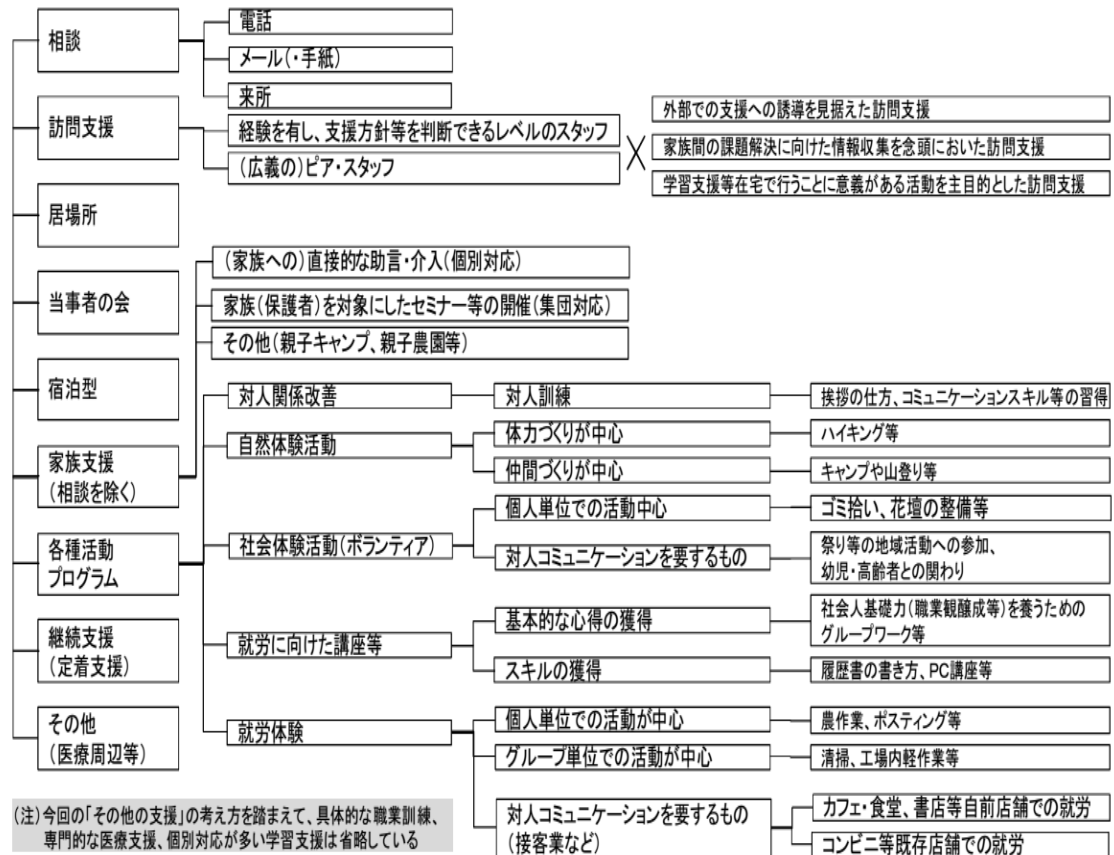 相談
電話
メール(・手紙)
来所
訪問支援
経験を有し、支援方針等を判断できるレベルのスタッフ
(広義の)ピア・スタッフ
外部での支援への誘導を見据えた訪問支援
家族間の課題解決に向けた情報収集を念頭においた訪問支援
学習支援等在宅で行うことに意義がある活動を主目的とした訪問支援
居場所
当事者の会
宿泊型
家族支援
(相談を除く)
(家族への)直接的な助言・介入(個別対応)
家族(保護者)を対象にしたセミナー等の開催(集団対応)
その他(親子キャンプ、親子農園等)
各種活動
プログラム
対人関係改善
対人訓練
挨拶の仕方、コミュニケーションスキル等の習得
自然体験活動
体力づくりが中心
ハイキング等
仲間づくりが中心
キャンプや山登り等
社会体験活動(ボランティア)
個人単位での活動中心
ゴミ拾い、花壇の整備等
対人コミュニケーションを要するもの
祭り等の地域活動への参加、
幼児・高齢者との関わり
就労に向けた講座等
基本的な心得の獲得
社会人基礎力(職業観醸成等)を養うための
グループワーク等
スキルの獲得
履歴書の書き方、PC講座等
就労体験
個人単位での活動が中心
農作業、ポスティング等
グループ単位での活動が中心
清掃、工場内軽作業等
対人コミュニケーションを要するもの
(接客業など)
カフェ・食堂、書店等自前店舗での就労
コンビニ等既存店舗での就労
継続支援
(定着支援)
その他
(医療周辺等)
(注)今回の「その他の支援」の考え方を踏まえて、具体的な職業訓練、
専門的な医療支援、個別対応が多い学習支援は省略している